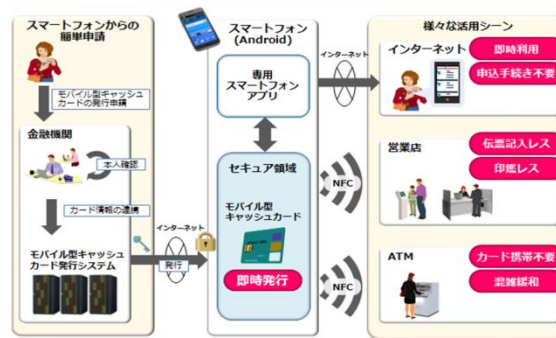 スマートフォンからの
簡単申請
モバイル型キャッシュ
カードの発行申請
金融機関
本人確認
カード情報の連携
モバイル型キャッシュ
カード発行システム
インターネット
発行
スマートフォン
(Android)
専用
スマートフォン
アプリ
セキュア領域
モバイル型
キャッシュカード
即時発行
インターネット
NFC
NFC
様々な活用シーン
インターネット
即時利用
申込手続き不要
営業店
伝票記入レス
印鑑レス
ATM
カード携帯不要
混雑緩和